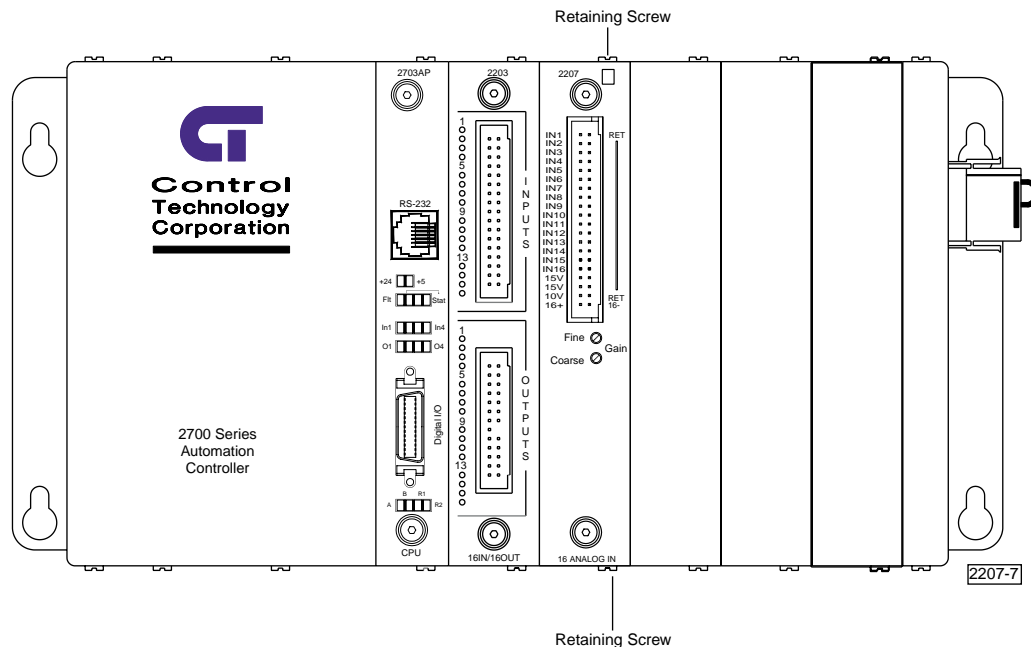 Retaining Screw
2703AP
2203
2207
CT
Control
Technology
Corporation
2700 Series
Automation
Controller
RS-232
+24
+5
Flt
Stat
In1
In4
O1
O4
Digital I/O
B
R1
A
R2
CPU
1
5
9
13
INPUTS
1
5
9
13
OUTPUTS
16IN/16OUT
IN1
IN2
IN3
IN4
IN5
IN6
IN7
IN8
IN9
IN10
IN11
IN12
IN13
IN14
IN15
IN16
15V
15V
10V
16+
RET
RET
16-
Fine
Coarse
Gain
16 ANALOG IN
2207-7
Retaining Screw